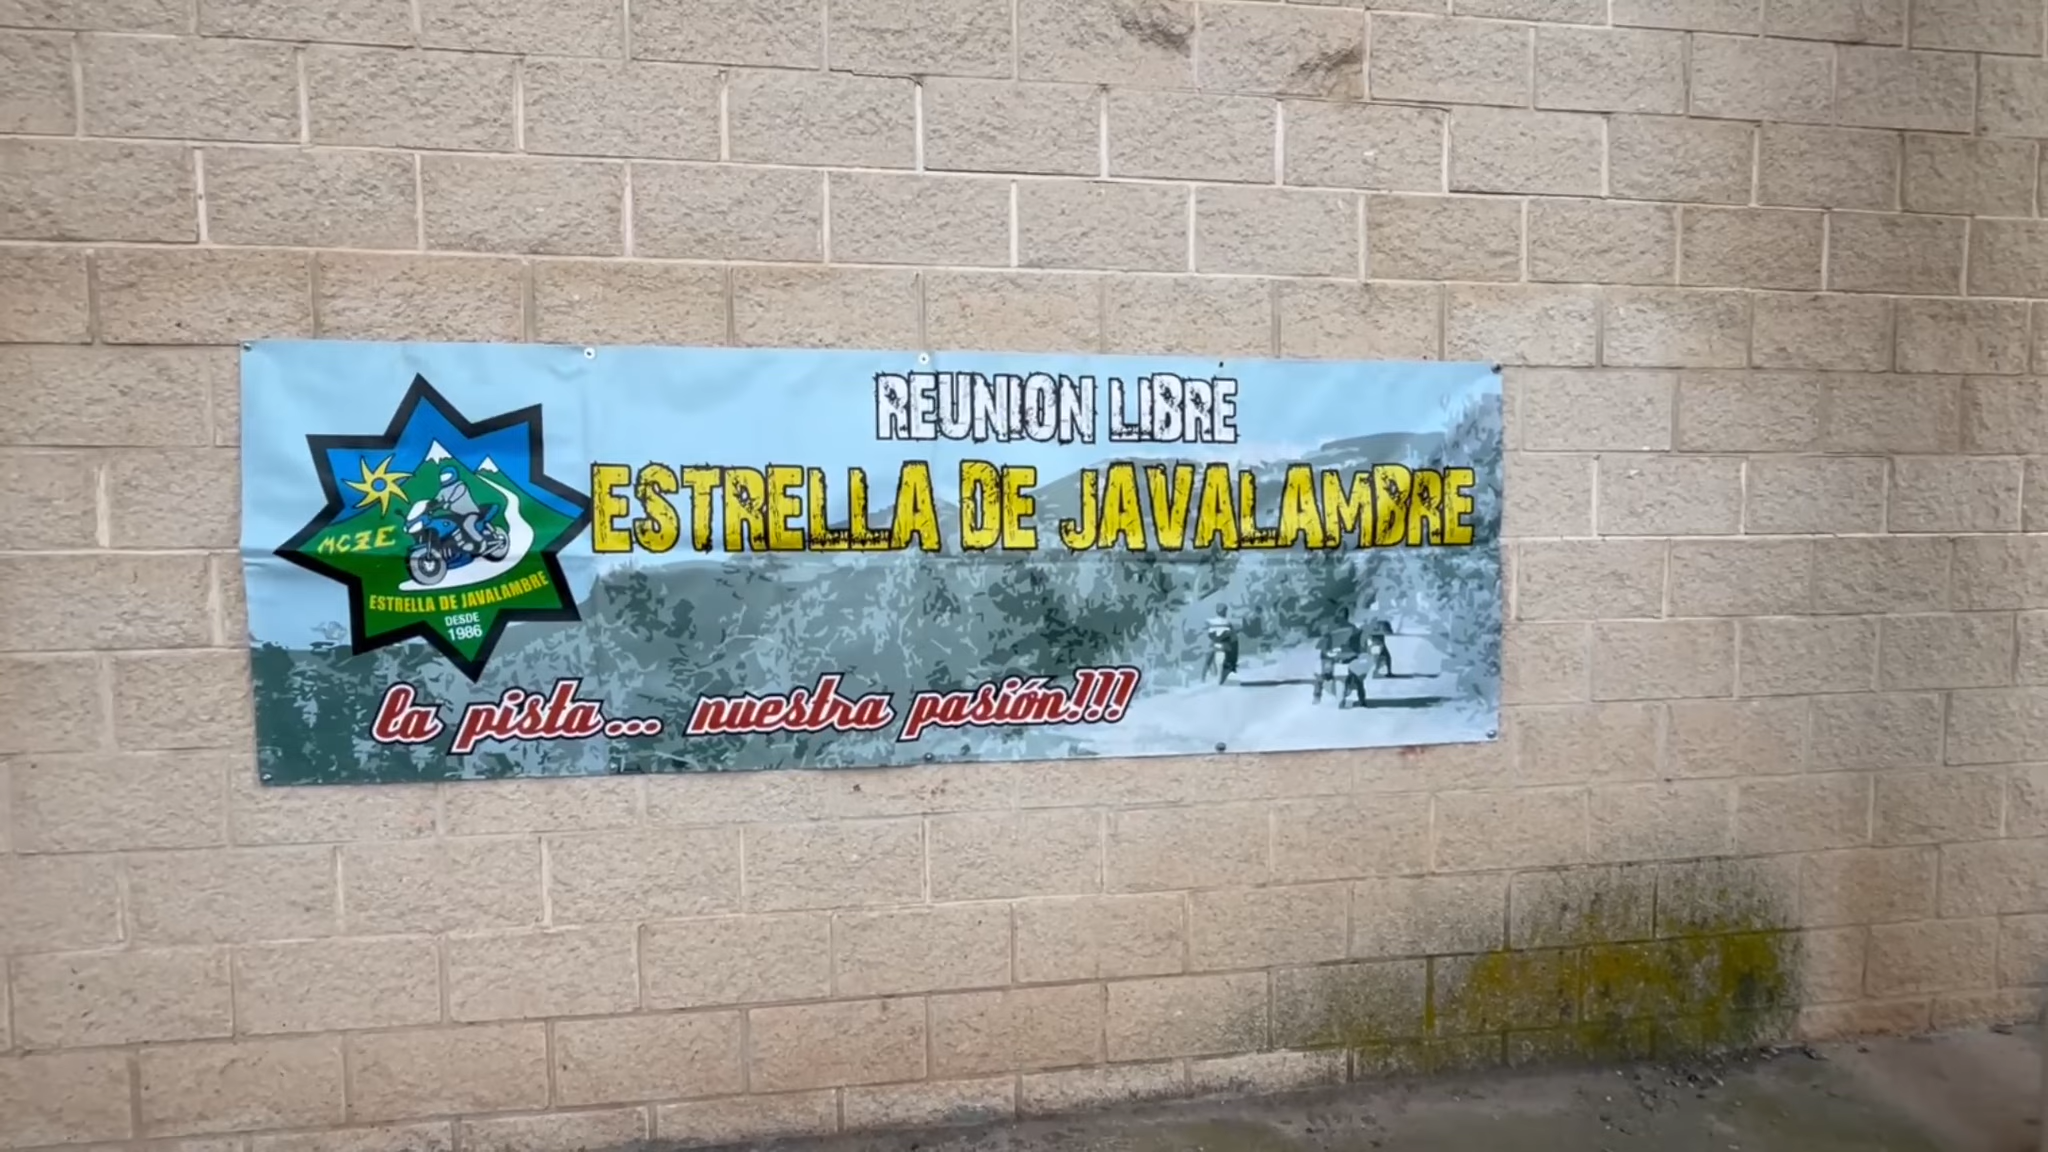 REUNION LIBRE
ESTRELLA DE JAVALAMBRE
MCZE
ESTRELLA DE JAVALAMBRE
DESDE
1986
la pista... nuestra pasión!!!